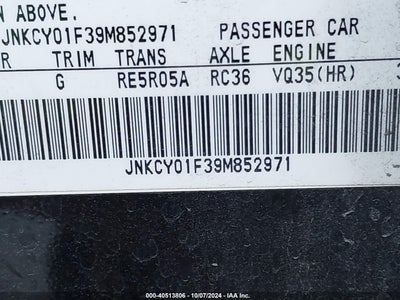 N ABOVE.
JNKCY01F39M852971 PASSENGER CAR
R TRIM TRANS AXLE ENGINE
G RE5R05A RC36 VQ35(HR)
JNKCY01F39M852971
000-40513806 - 10/07/2024 - IAA Inc.